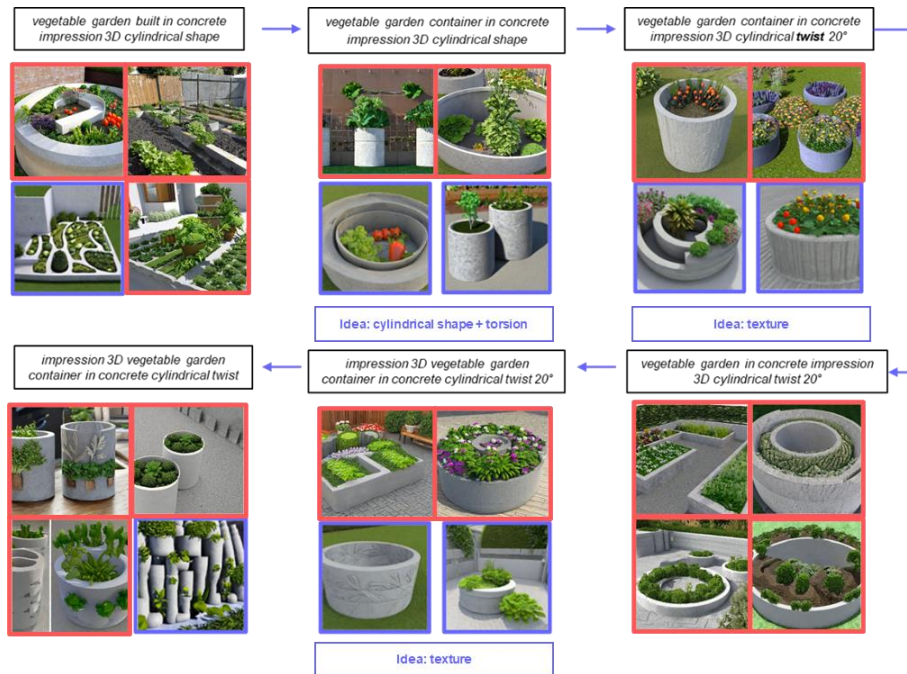 vegetable garden built in concrete
impression 3D cylindrical shape
vegetable garden container in concrete
impression 3D cylindrical shape
vegetable garden container in concrete
impression 3D cylindrical twist 20°
Idea: cylindrical shape + torsion
Idea: texture
impression 3D vegetable garden
container in concrete cylindrical twist
impression 3D vegetable garden
container in concrete cylindrical twist 20°
vegetable garden in concrete impression
3D cylindrical twist 20°
Idea: texture